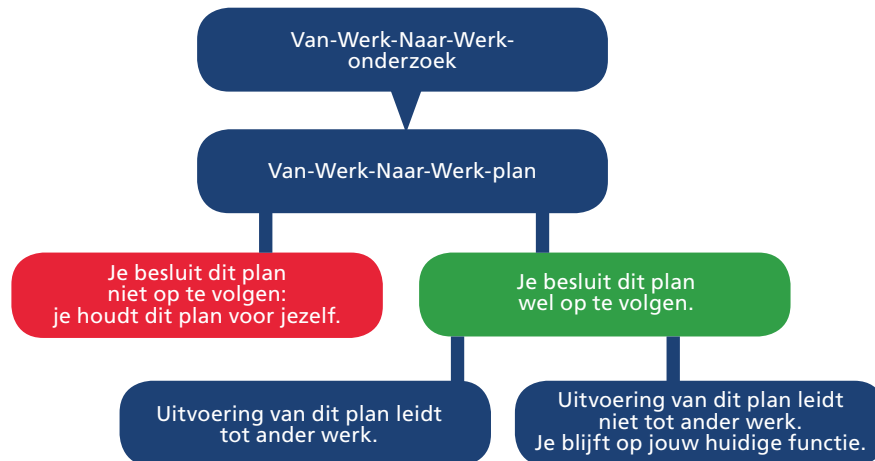 Van-Werk-Naar-Werk-
onderzoek
Van-Werk-Naar-Werk-plan
Je besluit dit plan
niet op te volgen:
je houdt dit plan voor jezelf.
Je besluit dit plan
wel op te volgen.
Uitvoering van dit plan leidt
tot ander werk.
Uitvoering van dit plan leidt
niet tot ander werk.
Je blijft op jouw huidige functie.